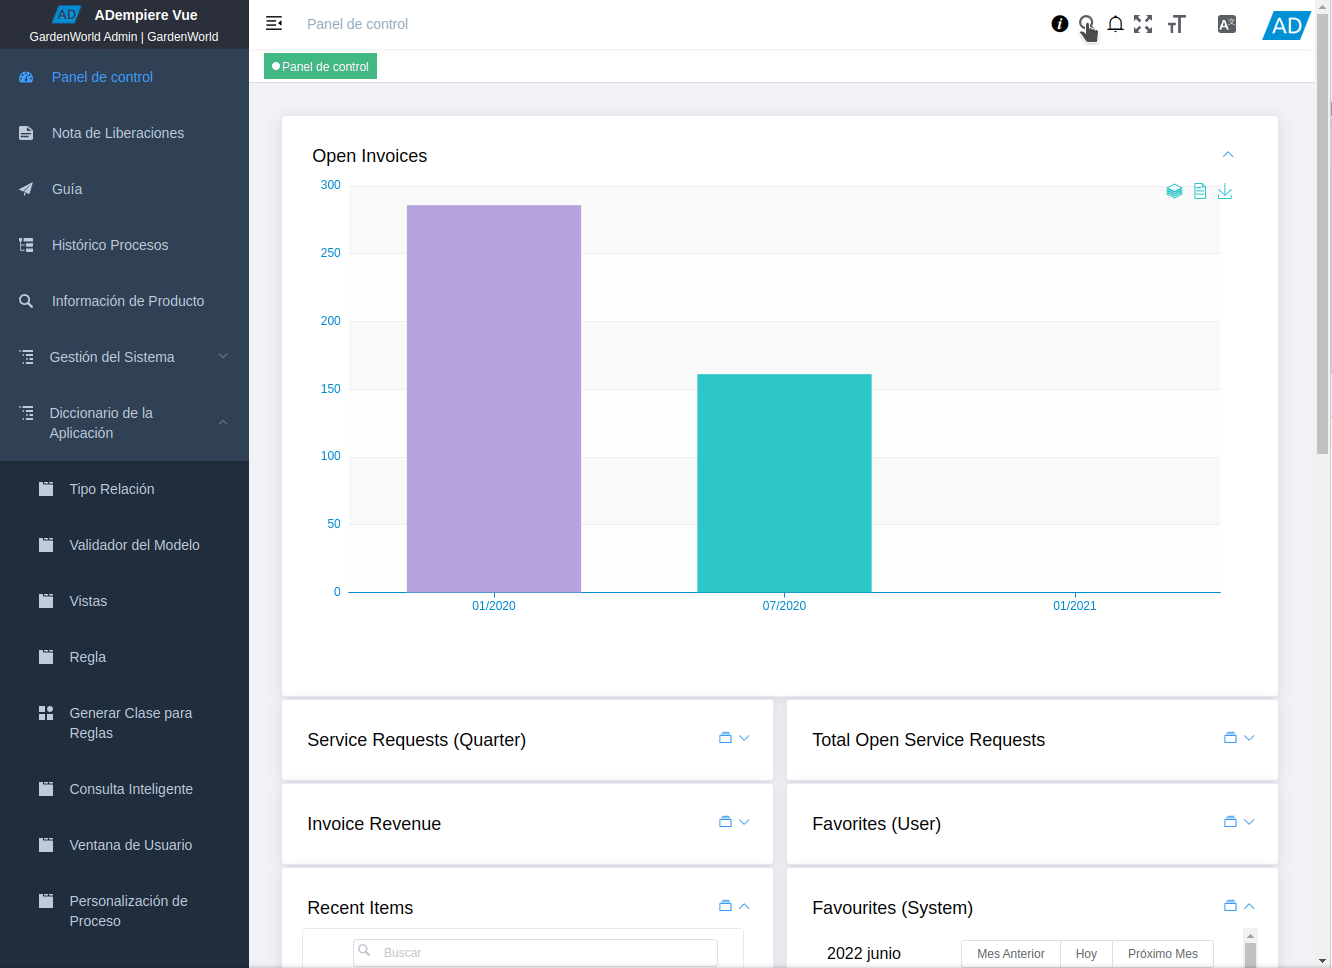 AD ADempiere Vue
GardenWorld Admin | GardenWorld
Panel de control
Nota de Liberaciones
Guía
Histórico Procesos
Información de Producto
Gestión del Sistema
Diccionario de la
Aplicación
Tipo Relación
Validador del Modelo
Vistas
Regla
Generar Clase para
Reglas
Consulta Inteligente
Ventana de Usuario
Personalización de
Proceso
Panel de control
AD
Panel de control
Open Invoices
300
250
200
150
100
50
0
01/2020 07/2020 01/2021
Service Requests (Quarter)
Total Open Service Requests
Invoice Revenue
Favorites (User)
Recent Items
Buscar
Favourites (System)
2022 junio Mes Anterior Hoy Próximo Mes